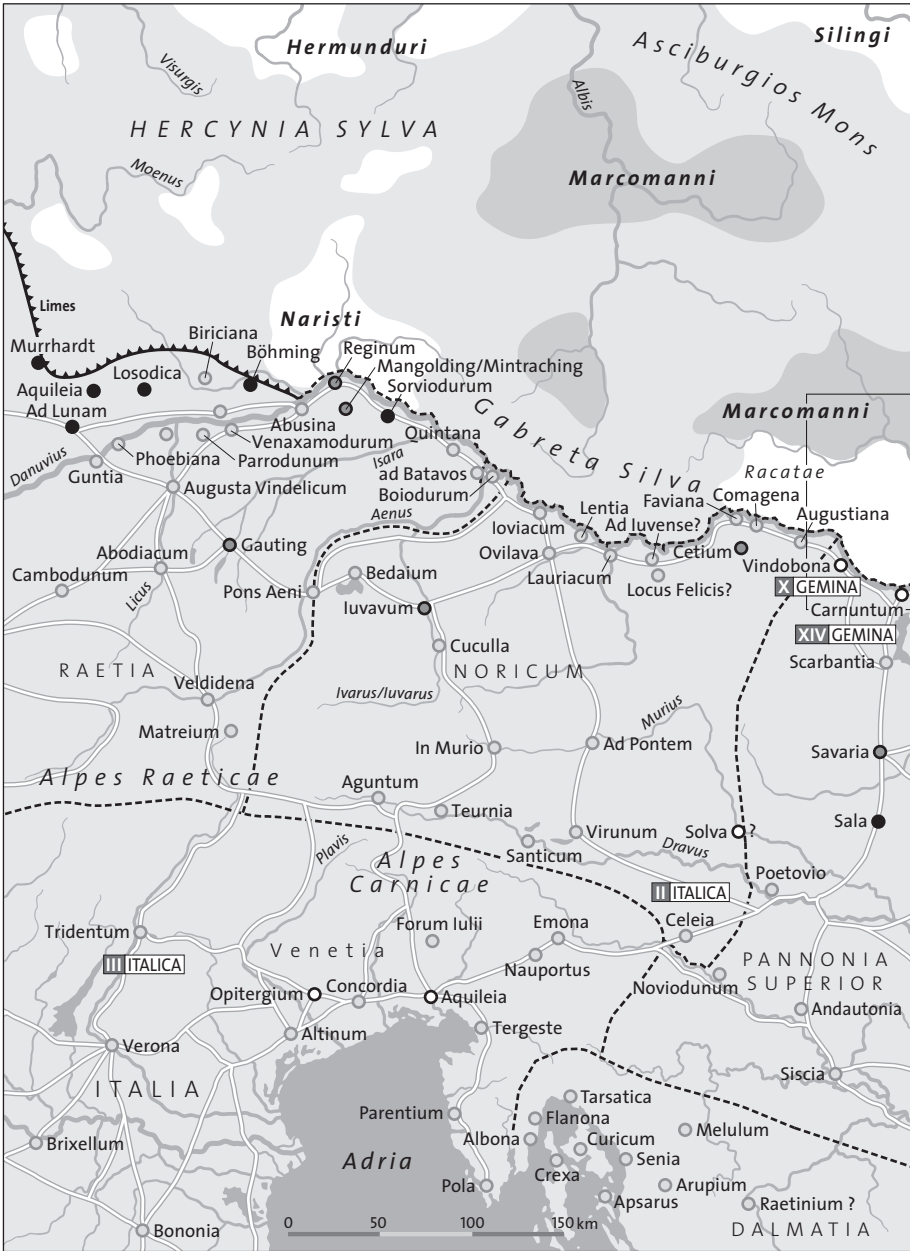 Hermunduri
Silingi
Asciburgios Mons
Visurgis
Albis
HERCYNIA SYLVA
Moenus
Marcomanni
Limes
Naristi
Biriciana
Murrhardt
Böhming
Reginum
Mangolding/Mintraching
Losodica
Sorviodurum
Aquileia
Ad Lunam
Marcomanni
Gabreta Silva
Abusina
Venaxamodurum
Quintana
Danuvius
Phoebiana
Parrodunum
Isara
Racatae
Guntia
ad Batavos
Boiodurum
Faviana
Comagena
Augusta Vindelicum
Aenus
Lentia
Augustiana
Ioviacum
Ad Iuvense?
Gauting
Abodiacum
Ovilava
Cetium
Vindobona
Cambodunum
Bedaium
Lauriacum
Locus Felicis?
X GEMINA
Licus
Pons Aeni
Iuvavum
Carnuntum
XIV GEMINA
Cuculla
Scarbantia
RAETIA
NORICUM
Veldidena
Ivarus/Iuvarus
Murius
Matreium
In Murio
Ad Pontem
Savaria
Alpes Raeticae
Aguntum
Teurnia
Sala
Virunum
Solva ?
Plavis
Santicum
Dravus
Alpes
Carnicae
Poetovio
II ITALICA
Forum Iulii
Emona
Celeia
Tridentum
Venetia
Nauportus
PANNONIA
SUPERIOR
III ITALICA
Noviodunum
Opitergium
Concordia
Aquileia
Andautonia
Altinum
Tergeste
Verona
Siscia
ITALIA
Tarsatica
Parentium
Flanona
Melulum
Brixellum
Albona
Curicum
Adria
Crexa
Senia
Pola
Arupium
Apsarus
Raetinium ?
Bononia
0 50 100 150 km
DALMATIA